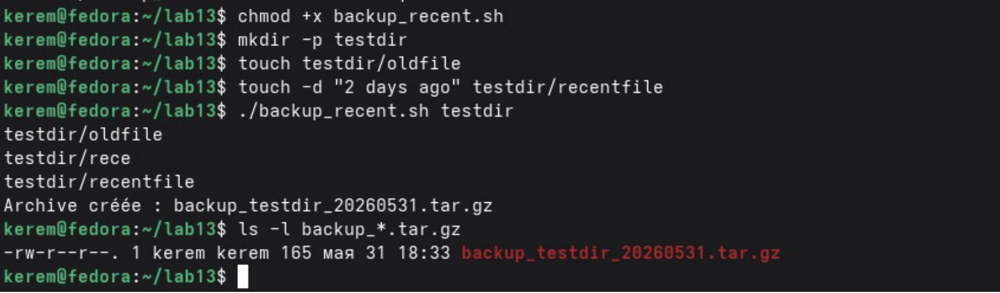 kerem@fedora:~/lab13$ chmod +x backup_recent.sh
kerem@fedora:~/lab13$ mkdir -p testdir
kerem@fedora:~/lab13$ touch testdir/oldfile
kerem@fedora:~/lab13$ touch -d "2 days ago" testdir/recentfile
kerem@fedora:~/lab13$ ./backup_recent.sh testdir
testdir/oldfile
testdir/rece
testdir/recentfile
Archive créée : backup_testdir_20260531.tar.gz
kerem@fedora:~/lab13$ ls -l backup_*.tar.gz
-rw-r--r--. 1 kerem kerem 165 мая 31 18:33 backup_testdir_20260531.tar.gz
kerem@fedora:~/lab13$